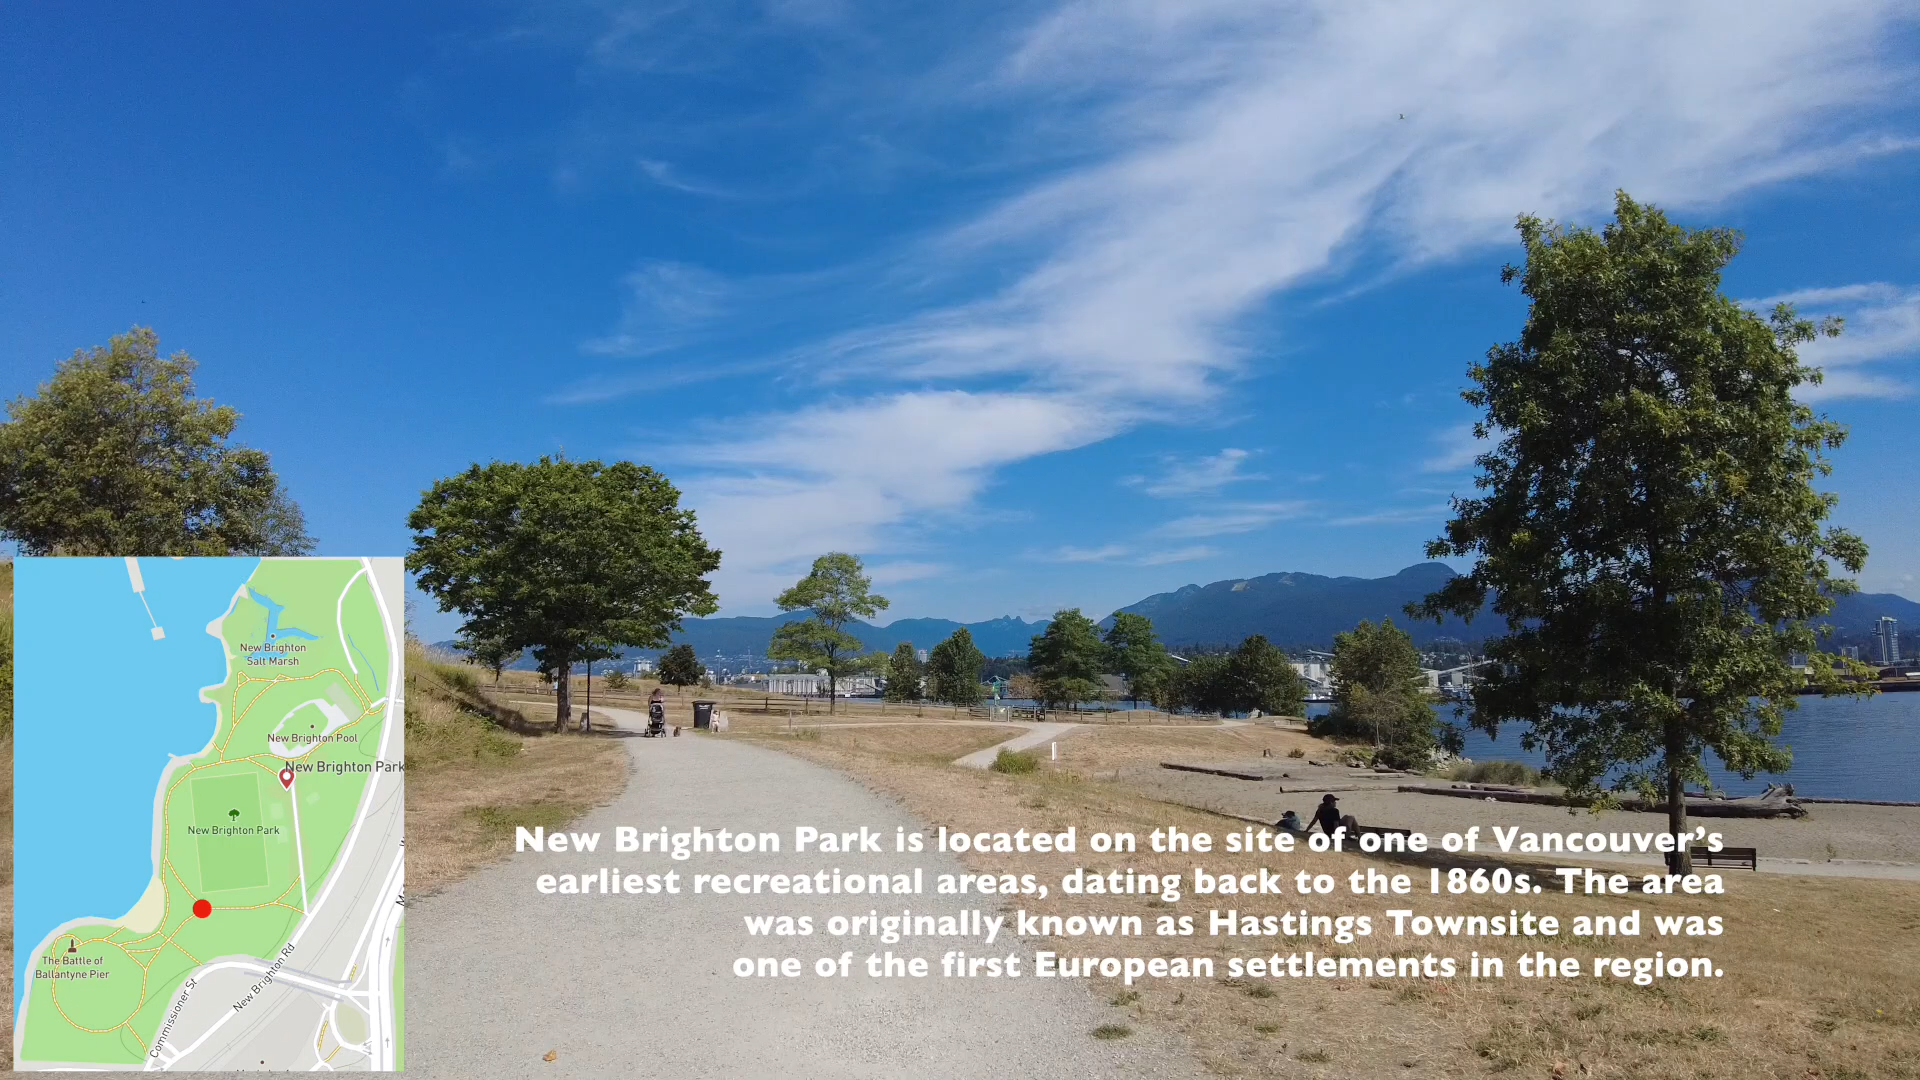 New Brighton
Salt Marsh
New Brighton Pool
New Brighton Park
New Brighton Park
The Battle of
Ballantyne Pier
Commissioner St
New Brighton Rd
New Brighton Park is located on the site of one of Vancouver’s
earliest recreational areas, dating back to the 1860s. The area
was originally known as Hastings Townsite and was
one of the first European settlements in the region.